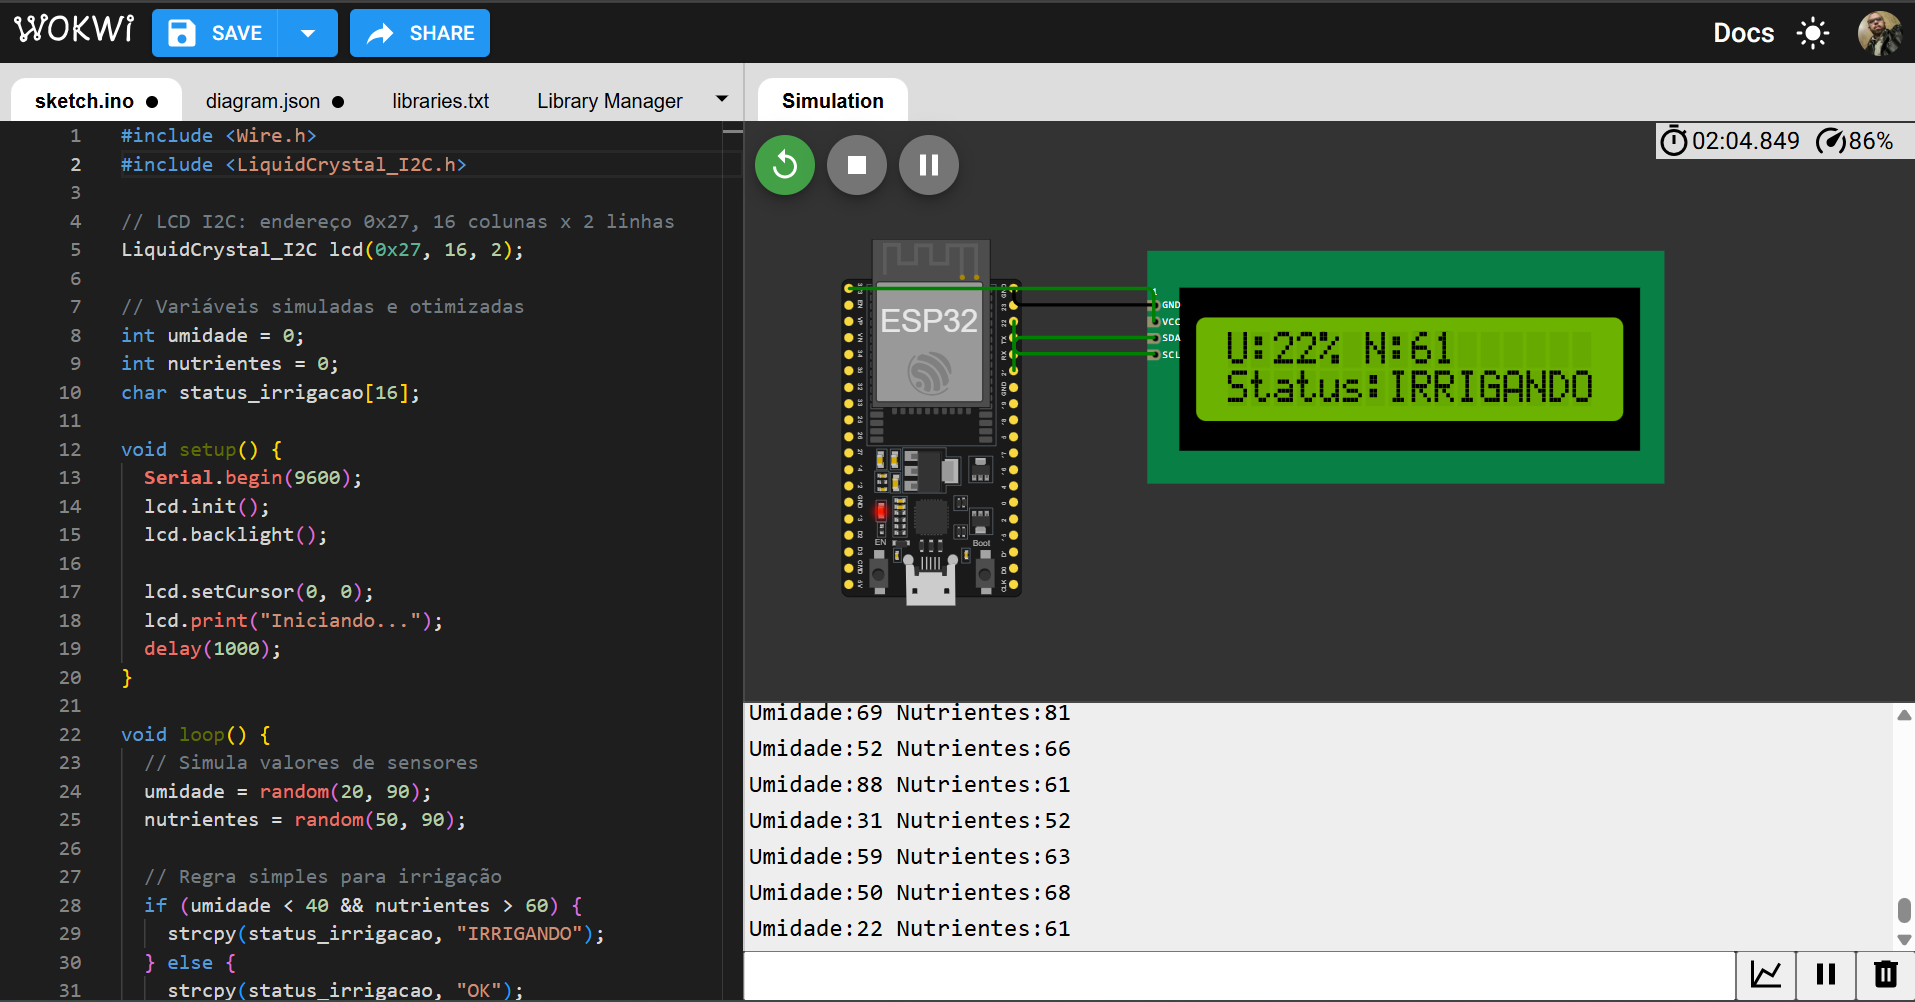 WOKWi SAVE SHARE Docs
sketch.ino diagram.json libraries.txt Library Manager
Simulation
02:04.849 86%
1 #include <Wire.h>
2 #include <LiquidCrystal_I2C.h>
3
4 // LCD I2C: endereço 0x27, 16 colunas x 2 linhas
5 LiquidCrystal_I2C lcd(0x27, 16, 2);
6
7 // Variáveis simuladas e otimizadas
8 int umidade = 0;
9 int nutrientes = 0;
10 char status_irrigacao[16];
11
12 void setup() {
13 Serial.begin(9600);
14 lcd.init();
15 lcd.backlight();
16
17 lcd.setCursor(0, 0);
18 lcd.print("Iniciando...");
19 delay(1000);
20 }
21
22 void loop() {
23 // Simula valores de sensores
24 umidade = random(20, 90);
25 nutrientes = random(50, 90);
26
27 // Regra simples para irrigação
28 if (umidade < 40 && nutrientes > 60) {
29 strcpy(status_irrigacao, "IRRIGANDO");
30 } else {
31 strcpy(status_irrigacao, "OK");
ESP32
EN
Boot
1
GND
VCC
SDA
SCL
U:22% N:61
Status:IRRIGANDO
Umidade:69 Nutrientes:81
Umidade:52 Nutrientes:66
Umidade:88 Nutrientes:61
Umidade:31 Nutrientes:52
Umidade:59 Nutrientes:63
Umidade:50 Nutrientes:68
Umidade:22 Nutrientes:61